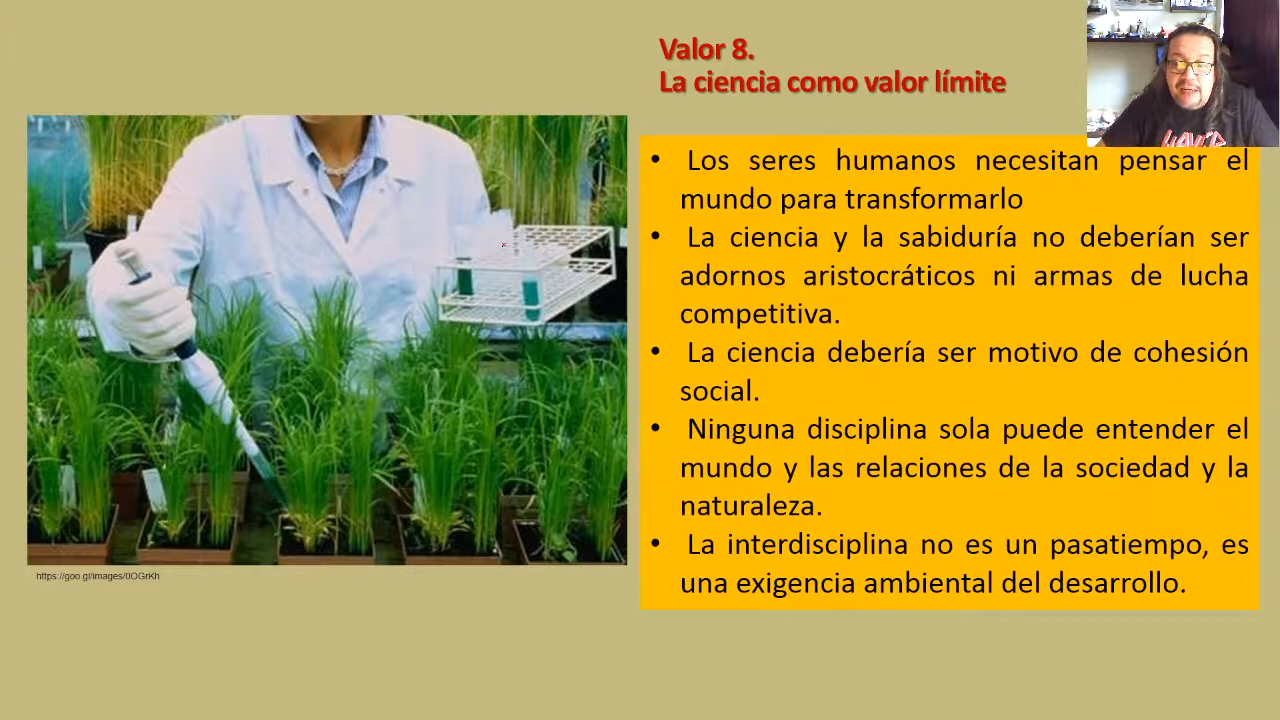 Valor 8.
La ciencia como valor límite
• Los seres humanos necesitan pensar el
mundo para transformarlo
• La ciencia y la sabiduría no deberían ser
adornos aristocráticos ni armas de lucha
competitiva.
• La ciencia debería ser motivo de cohesión
social.
• Ninguna disciplina sola puede entender el
mundo y las relaciones de la sociedad y la
naturaleza.
• La interdisciplina no es un pasatiempo, es
una exigencia ambiental del desarrollo.
https://goo.gl/images/0OGrKh